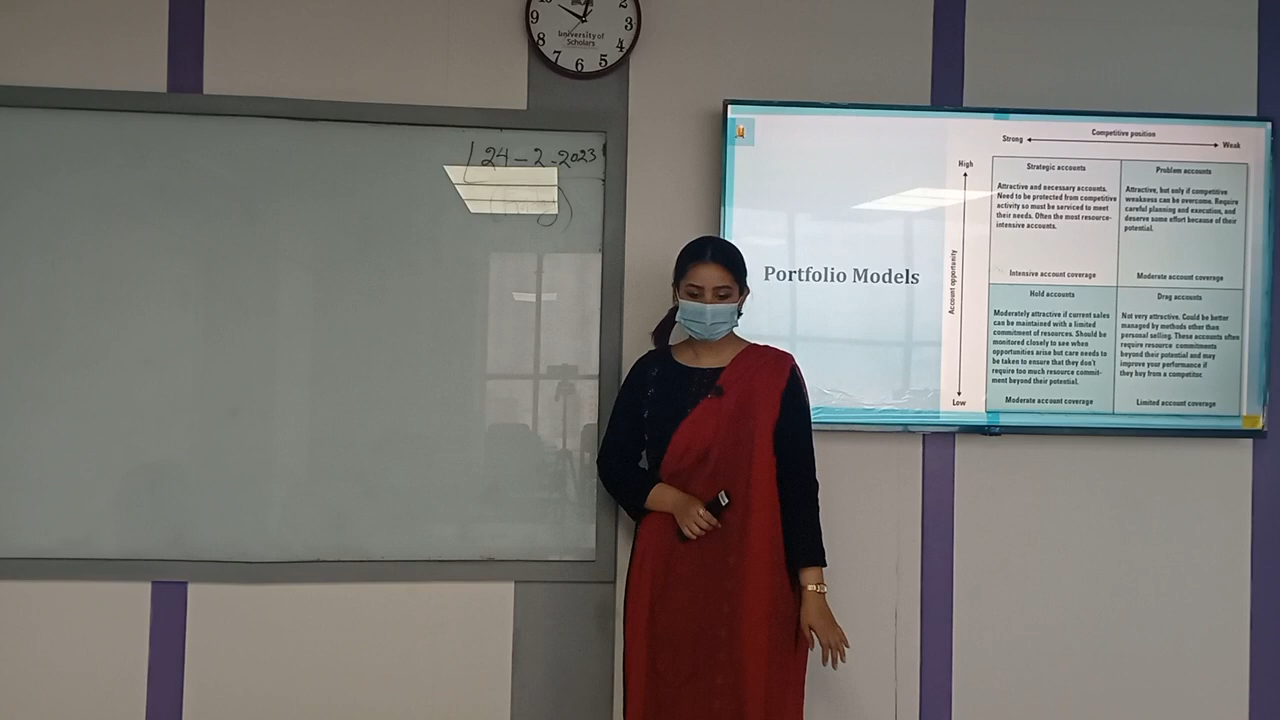 9
8
7
6
5
4
3
2
University of
Scholars
24-2-2023
Portfolio Models
Competitive position
Strong
Weak
High
Account opportunity
Low
Strategic accounts
Attractive and necessary accounts.
Need to be protected from competitive
activity so must be serviced to meet
their needs. Often the most resource-
intensive accounts.
Intensive account coverage
Problem accounts
Attractive, but only if competitive
weakness can be overcome. Require
careful planning and execution, and
deserve some effort because of their
potential.
Moderate account coverage
Hold accounts
Moderately attractive if current sales
can be maintained with a limited
commitment of resources. Should be
monitored closely to see when
opportunities arise but care needs to
be taken to ensure that they don't
require too much resource commit-
ment beyond their potential.
Moderate account coverage
Drag accounts
Not very attractive. Could be better
managed by methods other than
personal selling. These accounts often
require resource commitments
beyond their potential and may
improve your performance if
they buy from a competitor.
Limited account coverage